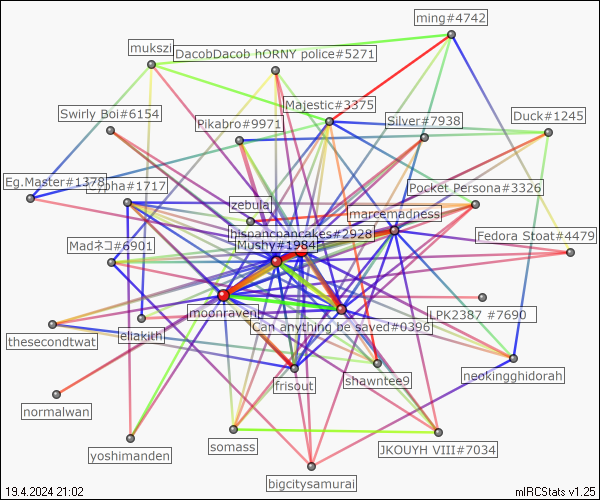 ming#4742
mukszi
DacobDacob hORNY police#5271
Majestic#3375
Swirly Boi#6154
Pikabro#9971
Silver#7938
Duck#1245
Eg.Master#1378
Cypha#1717
Pocket Persona#3326
zebula
marcemadness
hispanicpancakes#2928
Fedora Stoat#4479
Madネコ#6901
Mushy#1984
moonraven
LPK2387 #7690
Can anything be saved#0396
thesecondtwat
eliakith
shawntee9
neokingghidorah
frisout
normalwan
yoshimanden
somass
JKOUYH VIII#7034
bigcitysamurai
19.4.2024 21:02
mIRCStats v1.25